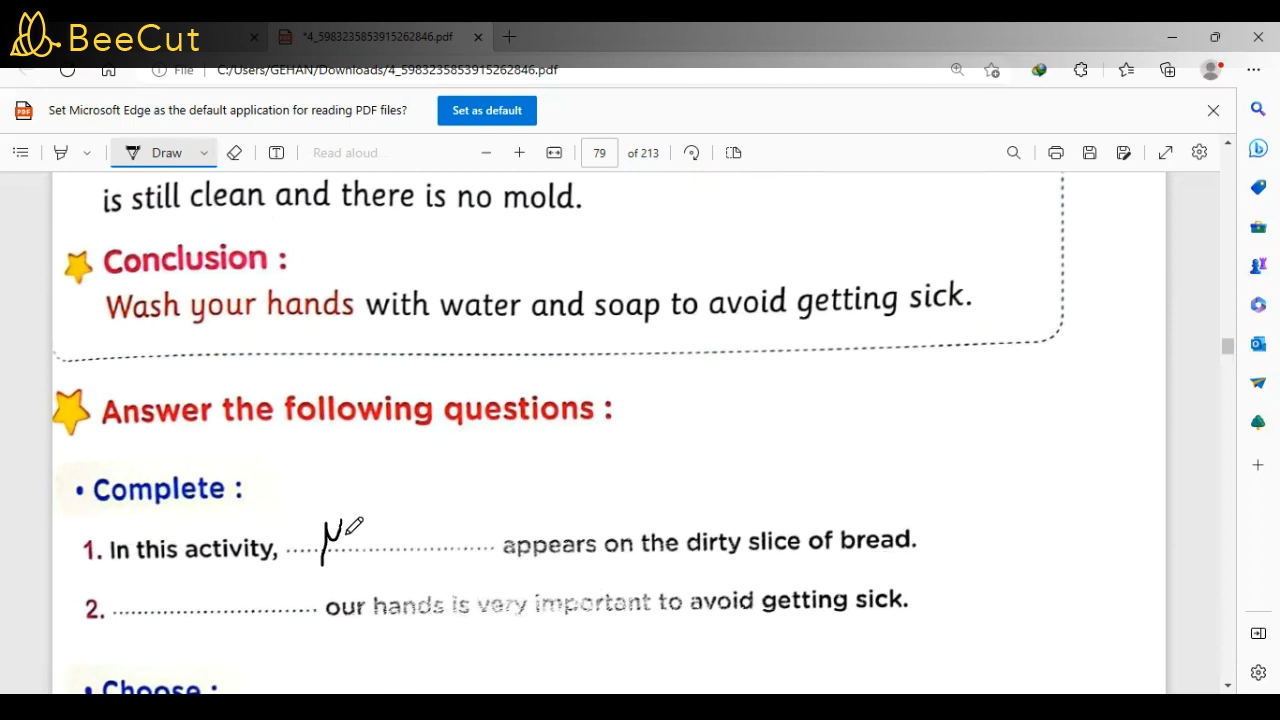 BeeCut
*4_5983235853915262846.pdf
File C:/Users/GEHAN/Downloads/4_5983235853915262846.pdf
Set Microsoft Edge as the default application for reading PDF files? Set as default
Draw Read aloud 79 of 213
is still clean and there is no mold.
Conclusion :
Wash your hands with water and soap to avoid getting sick.
Answer the following questions :
• Complete :
1. In this activity, .................... appears on the dirty slice of bread.
2. .................... our hands is very important to avoid getting sick.
• Choose :